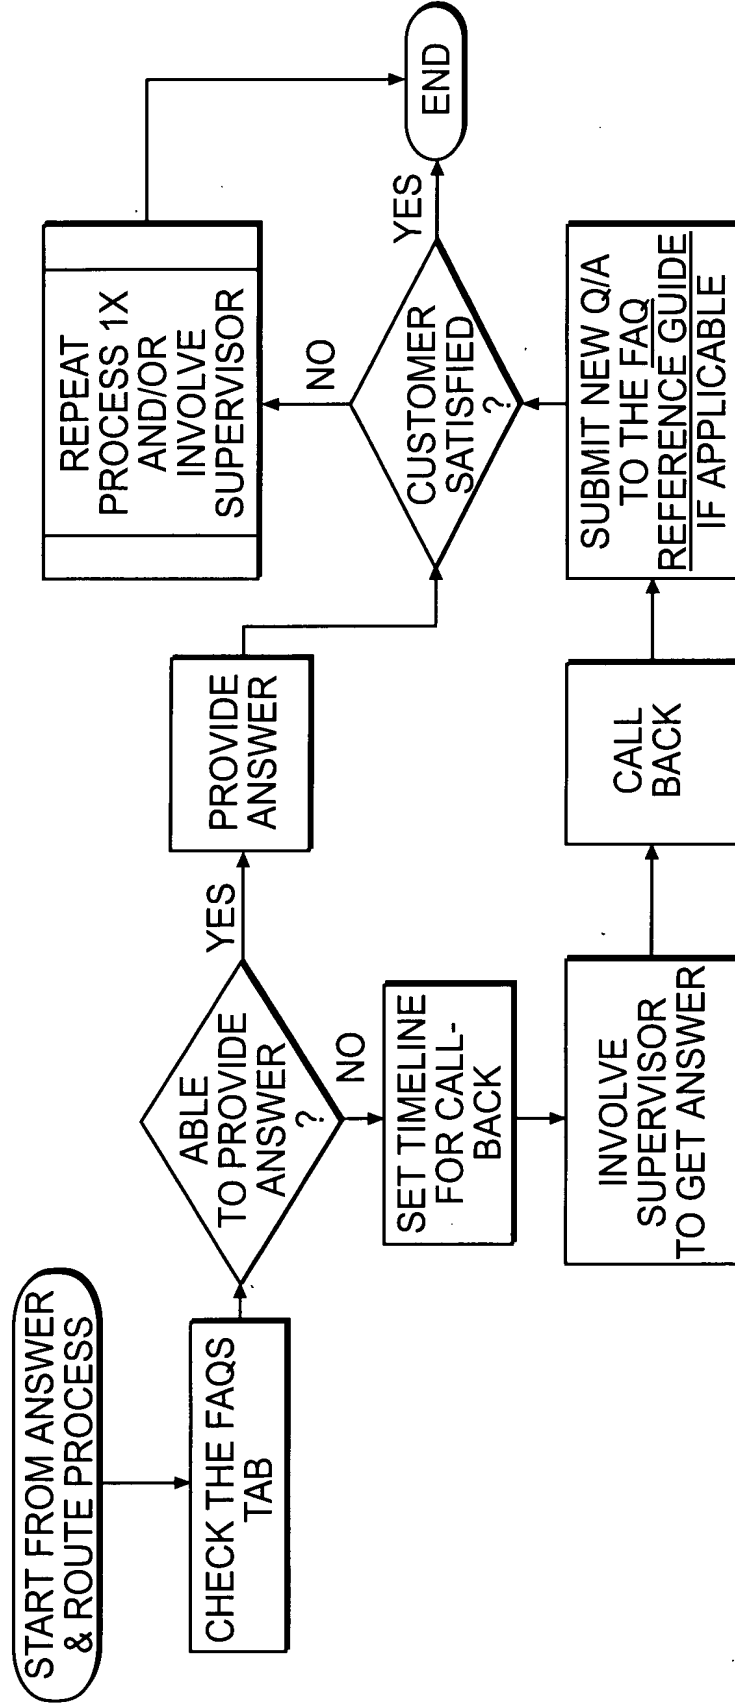 START FROM ANSWER
& ROUTE PROCESS
CHECK THE FAQS
TAB
ABLE
TO PROVIDE
ANSWER
?
YES
PROVIDE
ANSWER
NO
SET TIMELINE
FOR CALL-
BACK
INVOLVE
SUPERVISOR
TO GET ANSWER
CALL
BACK
SUBMIT NEW Q/A
TO THE FAQ
REFERENCE GUIDE
IF APPLICABLE
CUSTOMER
SATISFIED
?
NO
REPEAT
PROCESS 1X
AND/OR
INVOLVE
SUPERVISOR
YES
END